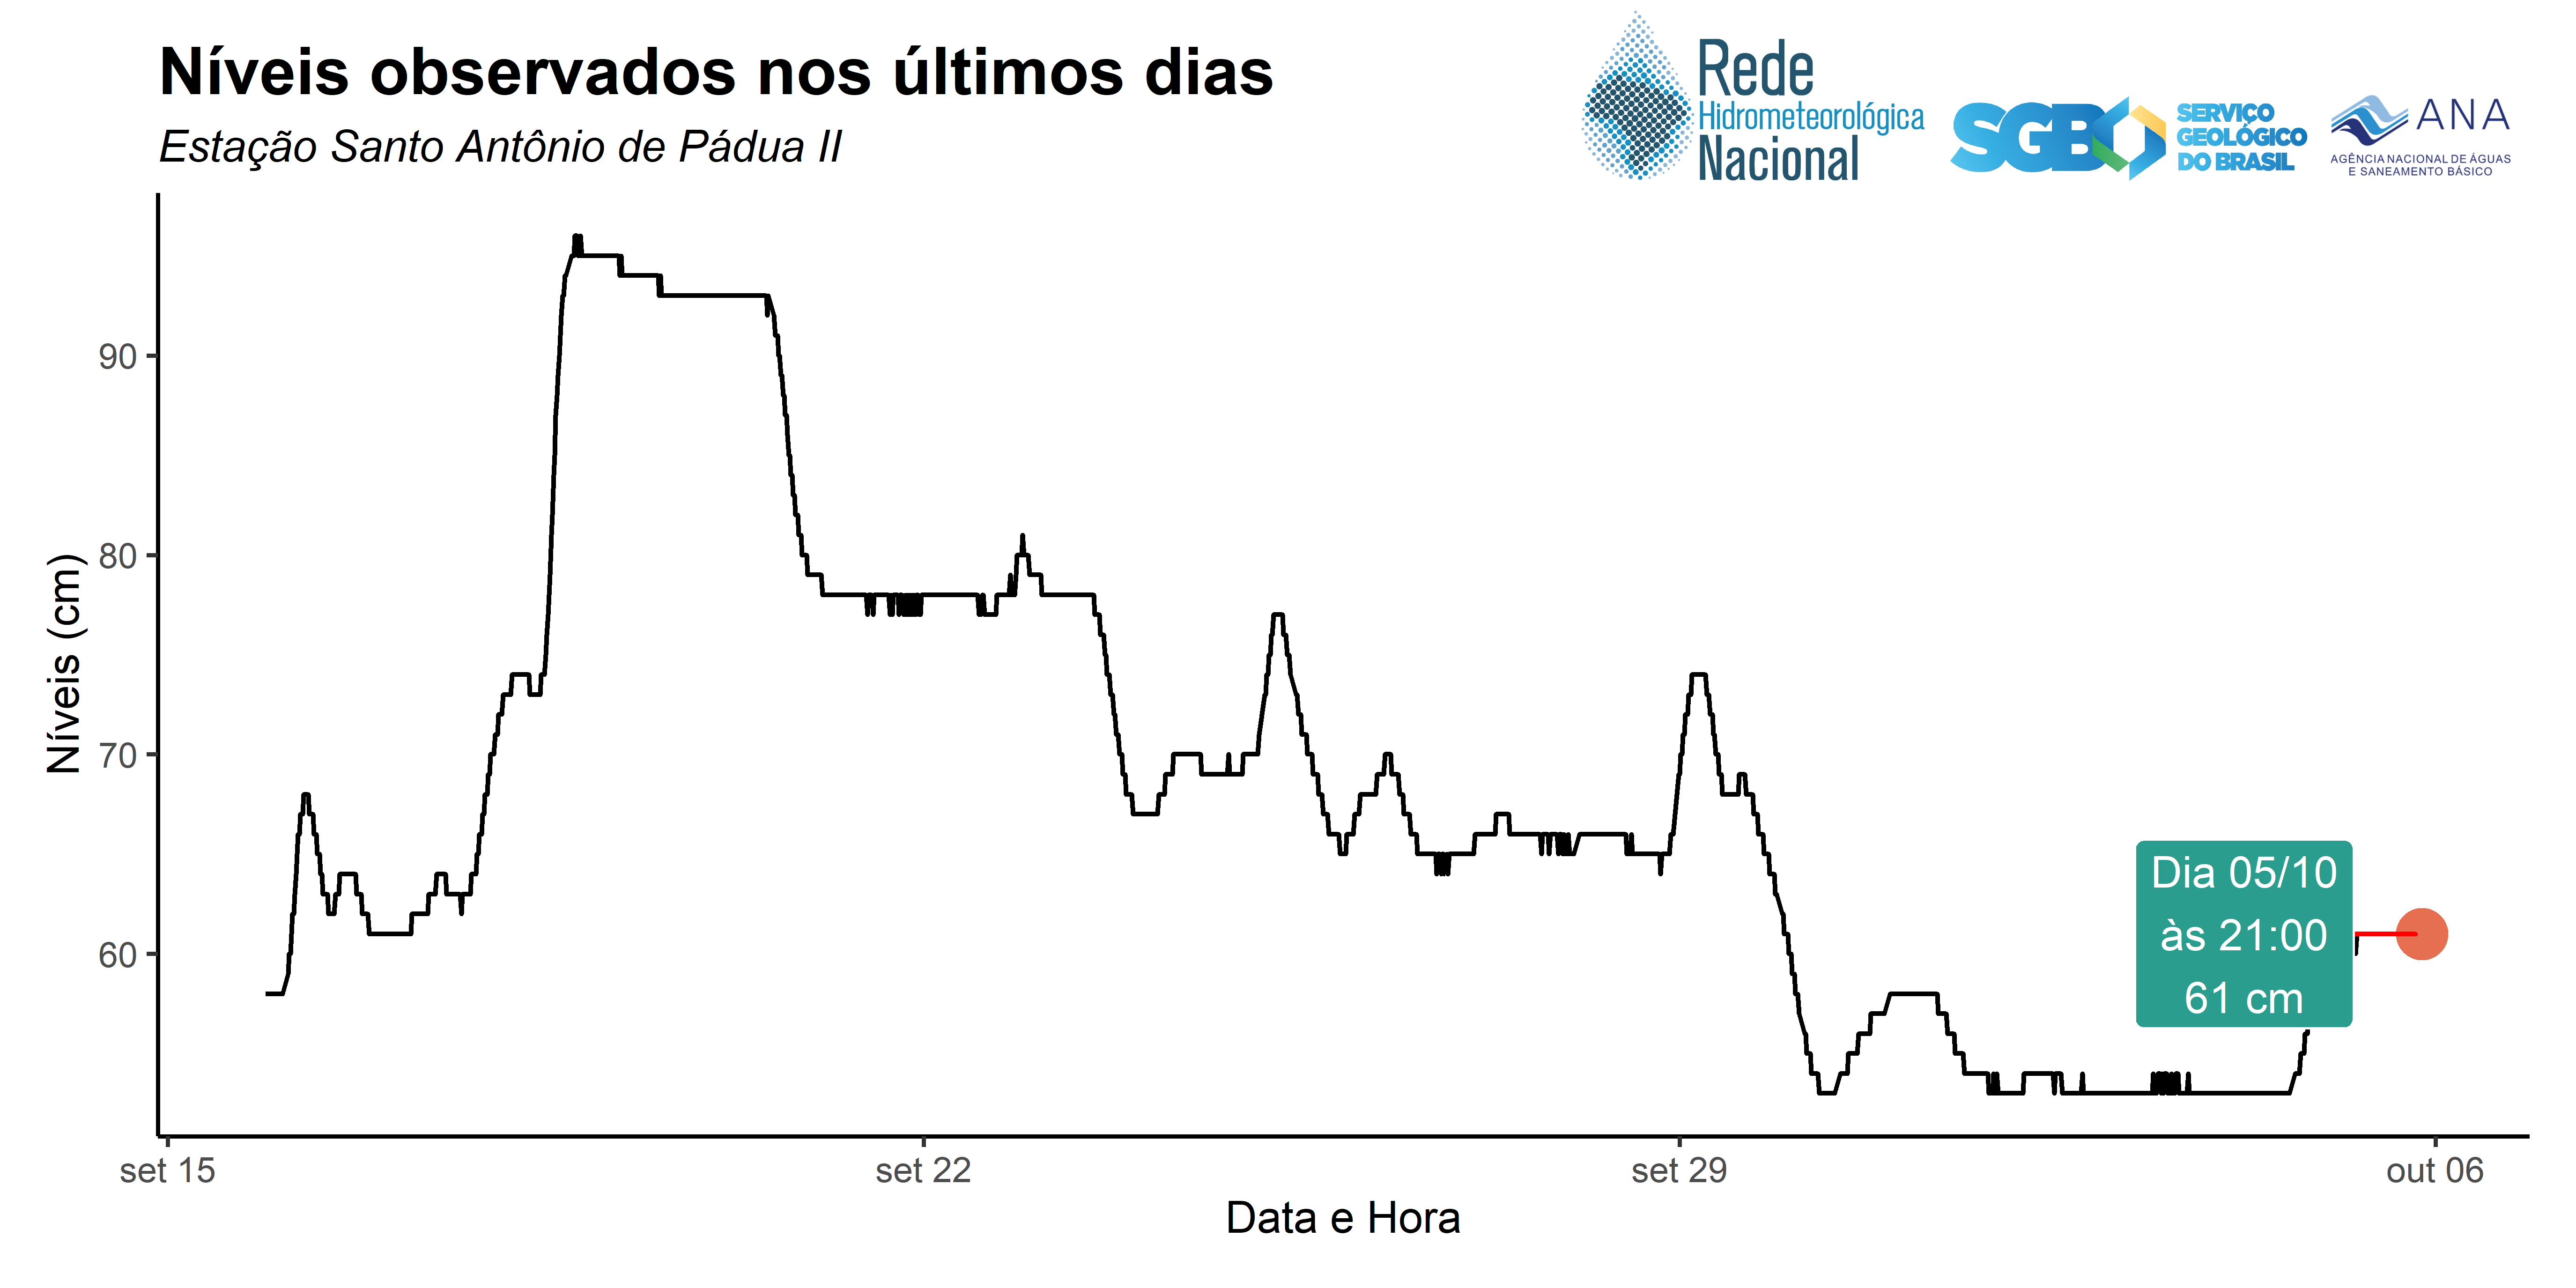 Níveis observados nos últimos dias
Estação Santo Antônio de Pádua II
Rede
Hidrometeorológica
Nacional
SGB
SERVIÇO
GEOLÓGICO
DO BRASIL
ANA
AGÊNCIA NACIONAL DE ÁGUAS
E SANEAMENTO BÁSICO
Níveis (cm)
90
80
70
60
Dia 05/10
às 21:00
61 cm
set 15
set 22
set 29
out 06
Data e Hora